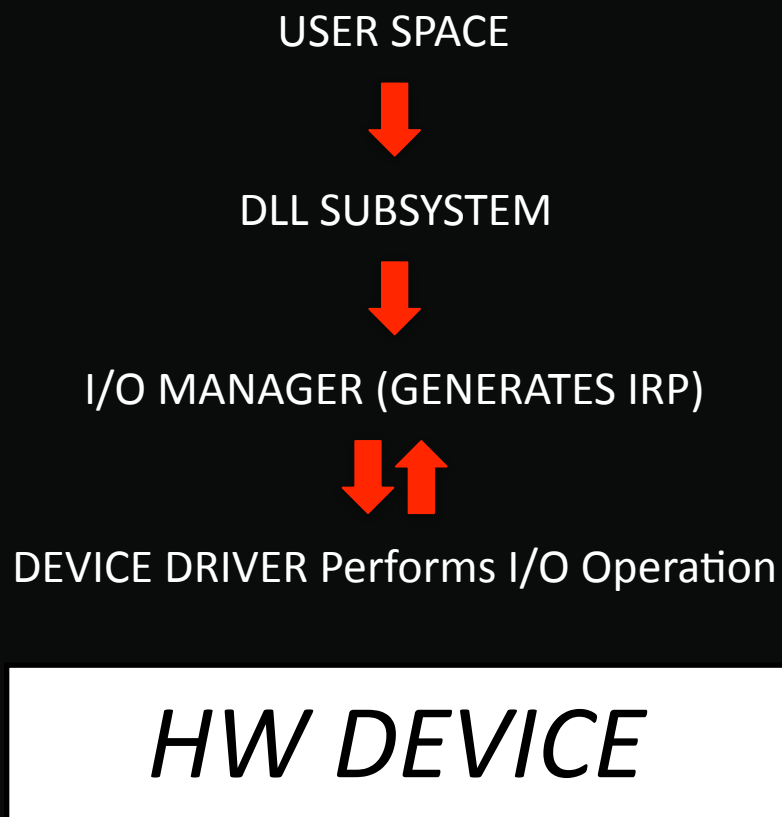 USER SPACE
DLL SUBSYSTEM
I/O MANAGER (GENERATES IRP)
DEVICE DRIVER Performs I/O Operation
HW DEVICE